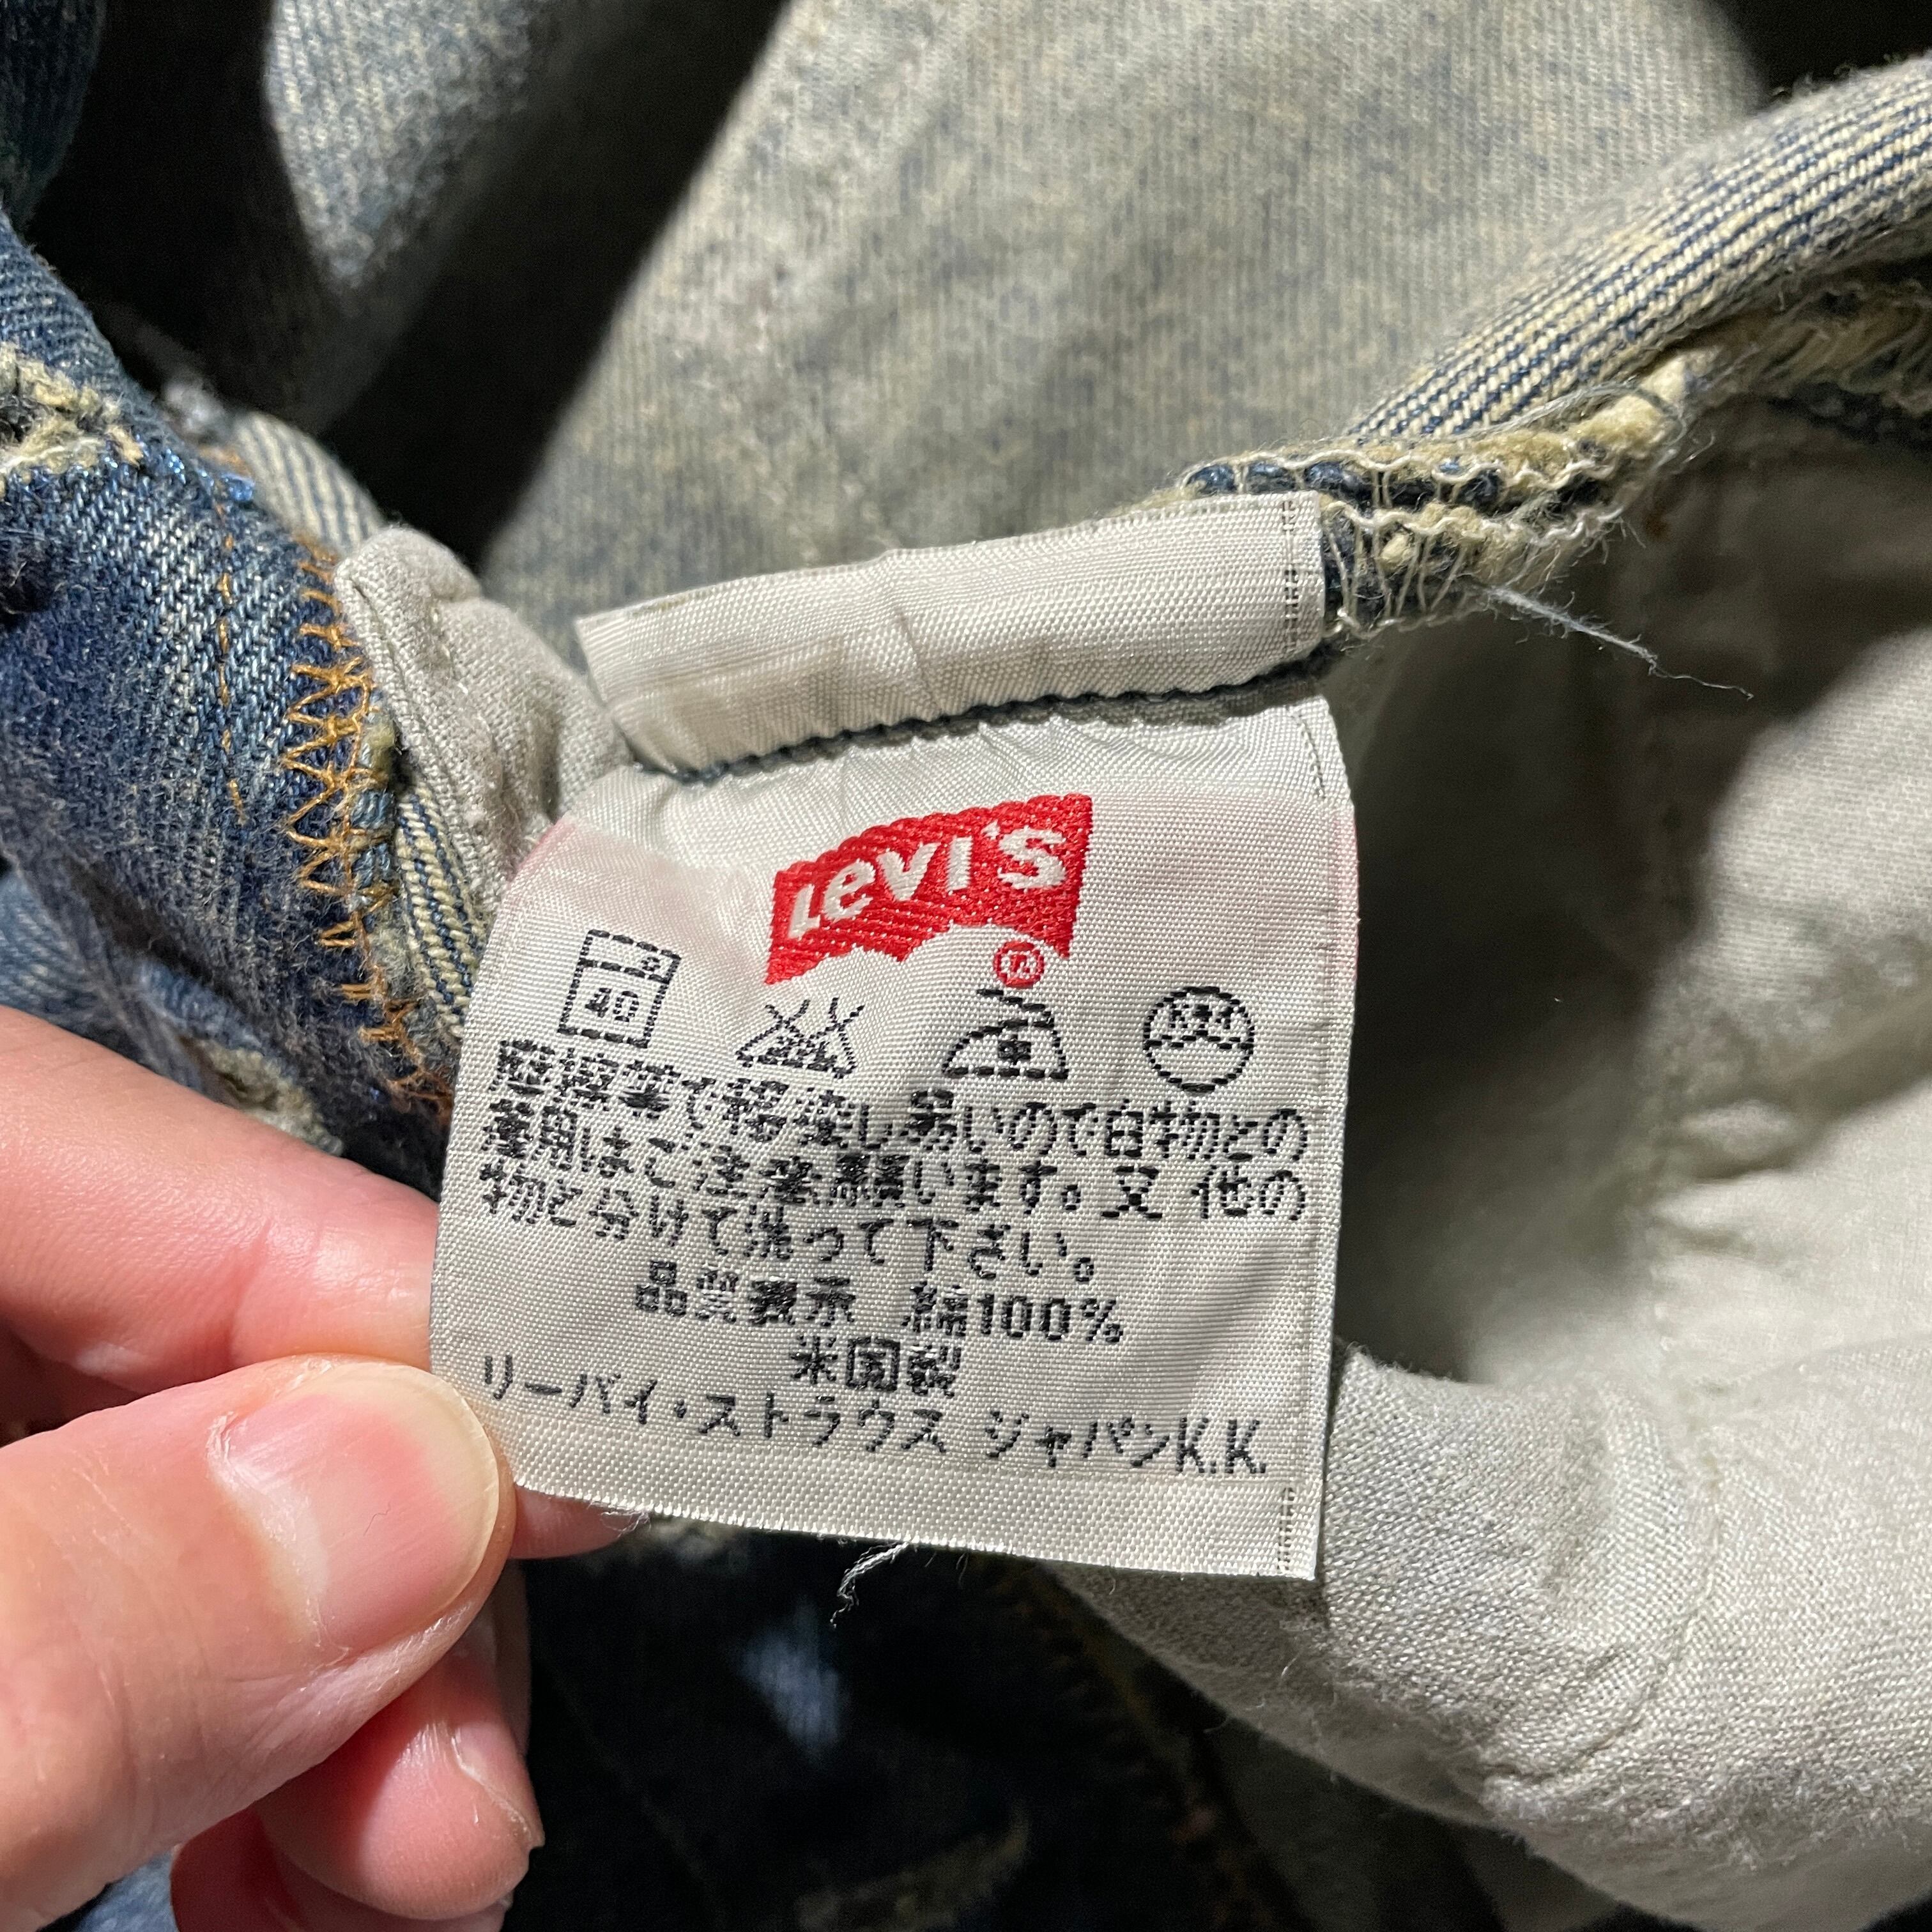 Levi's
®
40
摩擦等で移染し易いので白物との
着用はご注意願います。又 他の
物と分けて洗って下さい。
品質表示 綿100%
米国製
リーバイ・ストラウス ジャパンK.K.